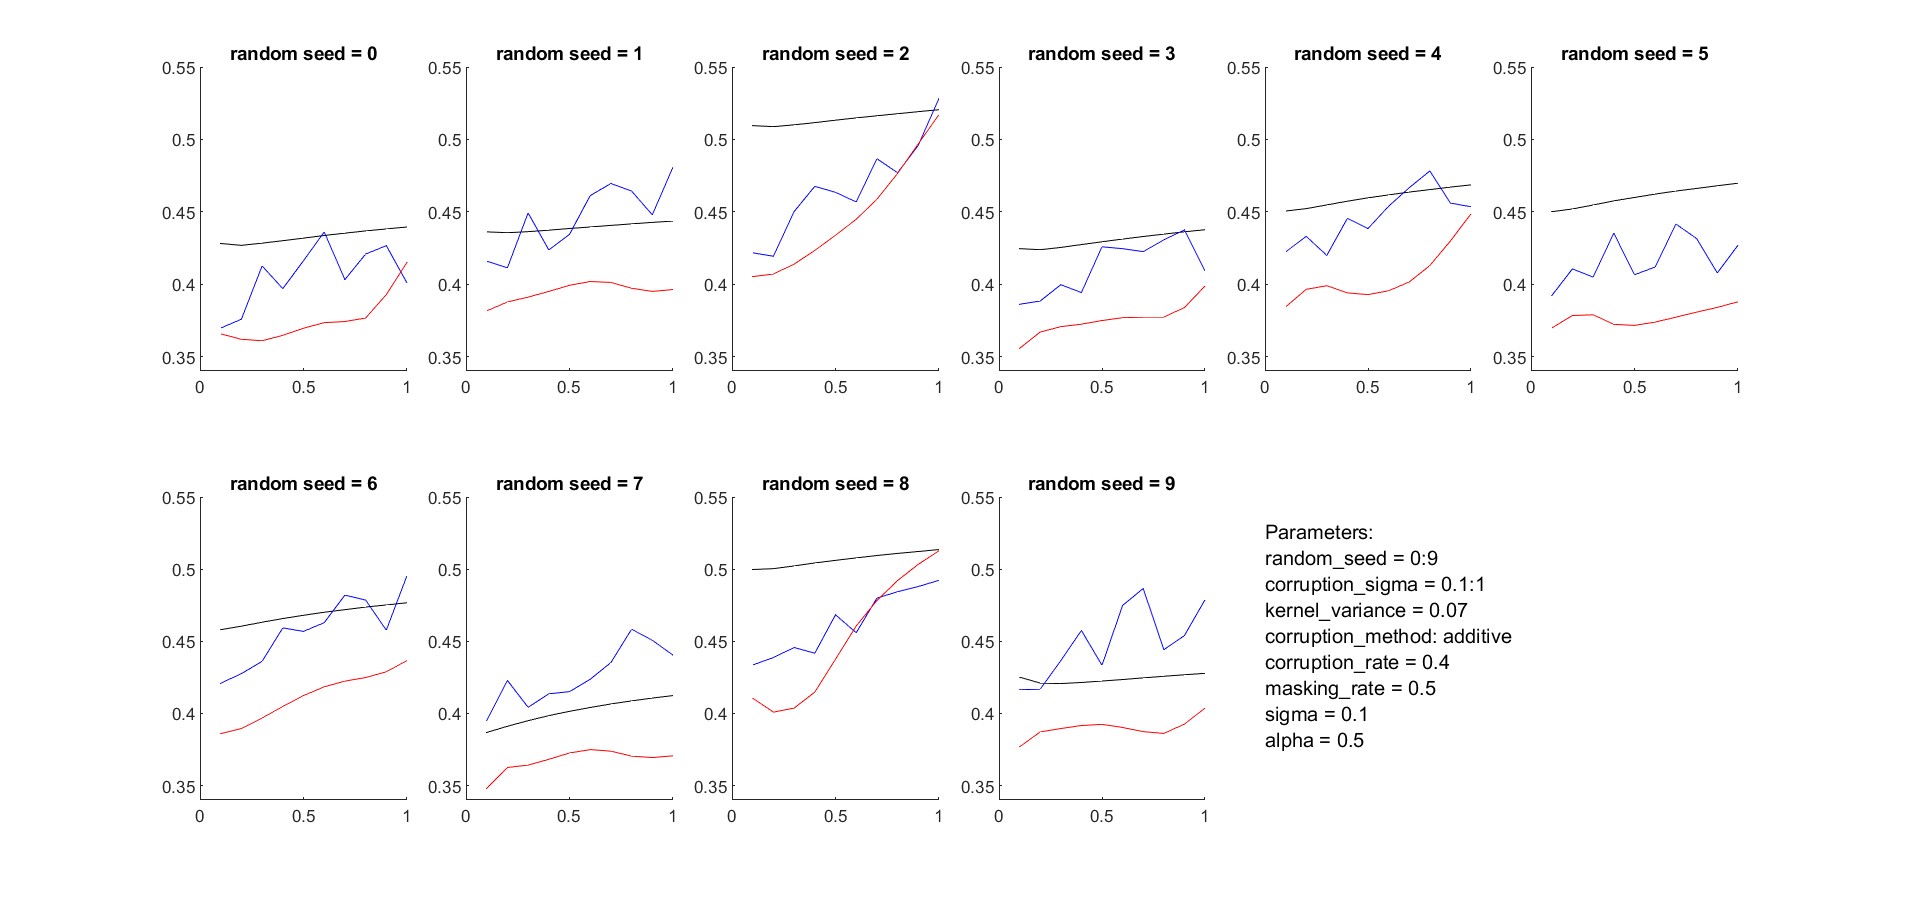 random seed = 0
0.55
0.5
0.45
0.4
0.35
0 0.5 1
random seed = 1
0.55
0.5
0.45
0.4
0.35
0 0.5 1
random seed = 2
0.55
0.5
0.45
0.4
0.35
0 0.5 1
random seed = 3
0.55
0.5
0.45
0.4
0.35
0 0.5 1
random seed = 4
0.55
0.5
0.45
0.4
0.35
0 0.5 1
random seed = 5
0.55
0.5
0.45
0.4
0.35
0 0.5 1
random seed = 6
0.55
0.5
0.45
0.4
0.35
0 0.5 1
random seed = 7
0.55
0.5
0.45
0.4
0.35
0 0.5 1
random seed = 8
0.55
0.5
0.45
0.4
0.35
0 0.5 1
random seed = 9
0.55
0.5
0.45
0.4
0.35
0 0.5 1
Parameters:
random_seed = 0:9
corruption_sigma = 0.1:1
kernel_variance = 0.07
corruption_method: additive
corruption_rate = 0.4
masking_rate = 0.5
sigma = 0.1
alpha = 0.5